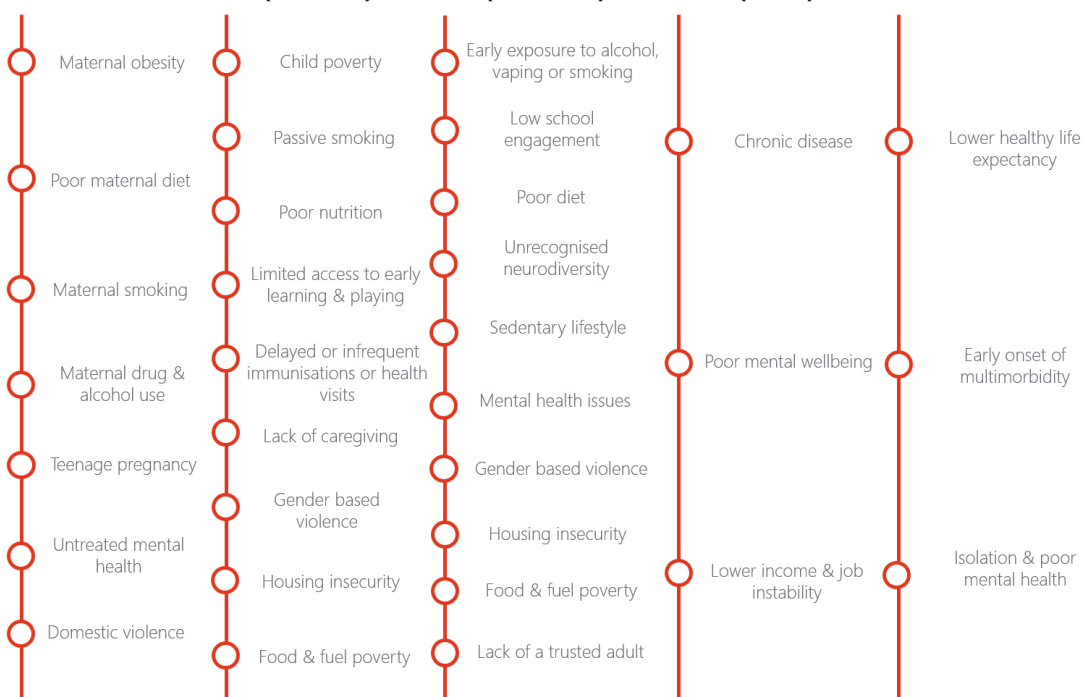 Maternal obesity
Poor maternal diet
Maternal smoking
Maternal drug &
alcohol use
Teenage pregnancy
Untreated mental
health
Domestic violence
Child poverty
Passive smoking
Poor nutrition
Limited access to early
learning & playing
Delayed or infrequent
immunisations or health
visits
Lack of caregiving
Gender based
violence
Housing insecurity
Food & fuel poverty
Early exposure to alcohol,
vaping or smoking
Low school
engagement
Poor diet
Unrecognised
neurodiversity
Sedentary lifestyle
Mental health issues
Gender based violence
Housing insecurity
Food & fuel poverty
Lack of a trusted adult
Chronic disease
Poor mental wellbeing
Lower income & job
instability
Lower healthy life
expectancy
Early onset of
multimorbidity
Isolation & poor
mental health